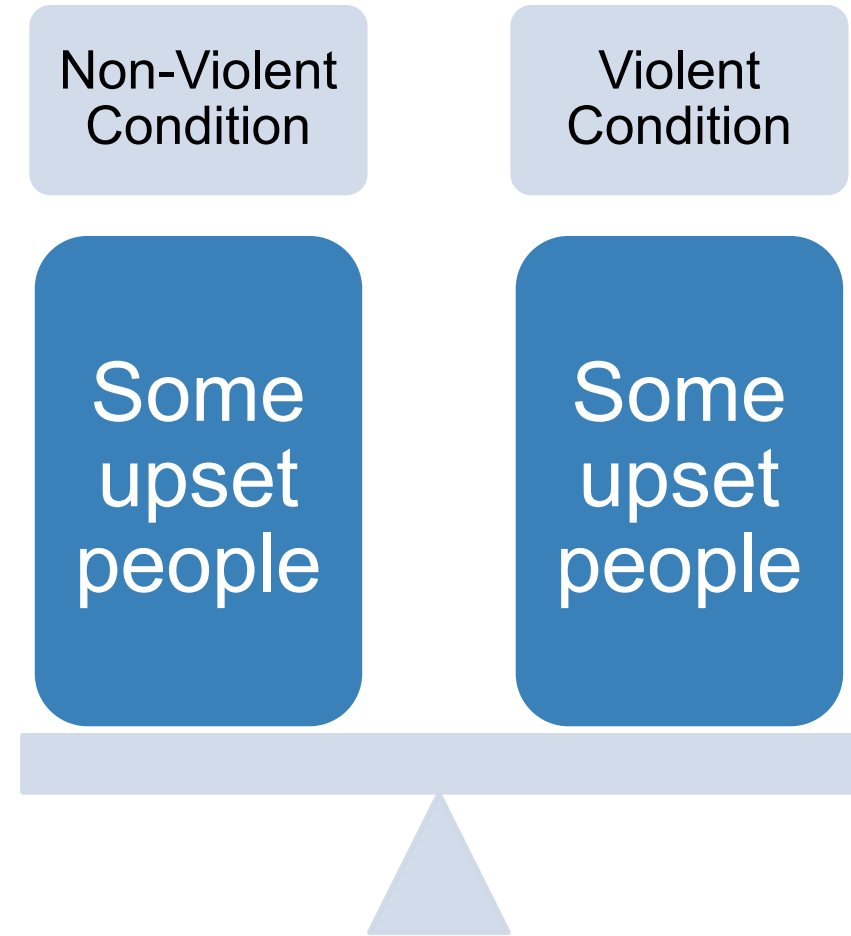 Non-Violent
Condition
Violent
Condition
Some
upset
people
Some
upset
people